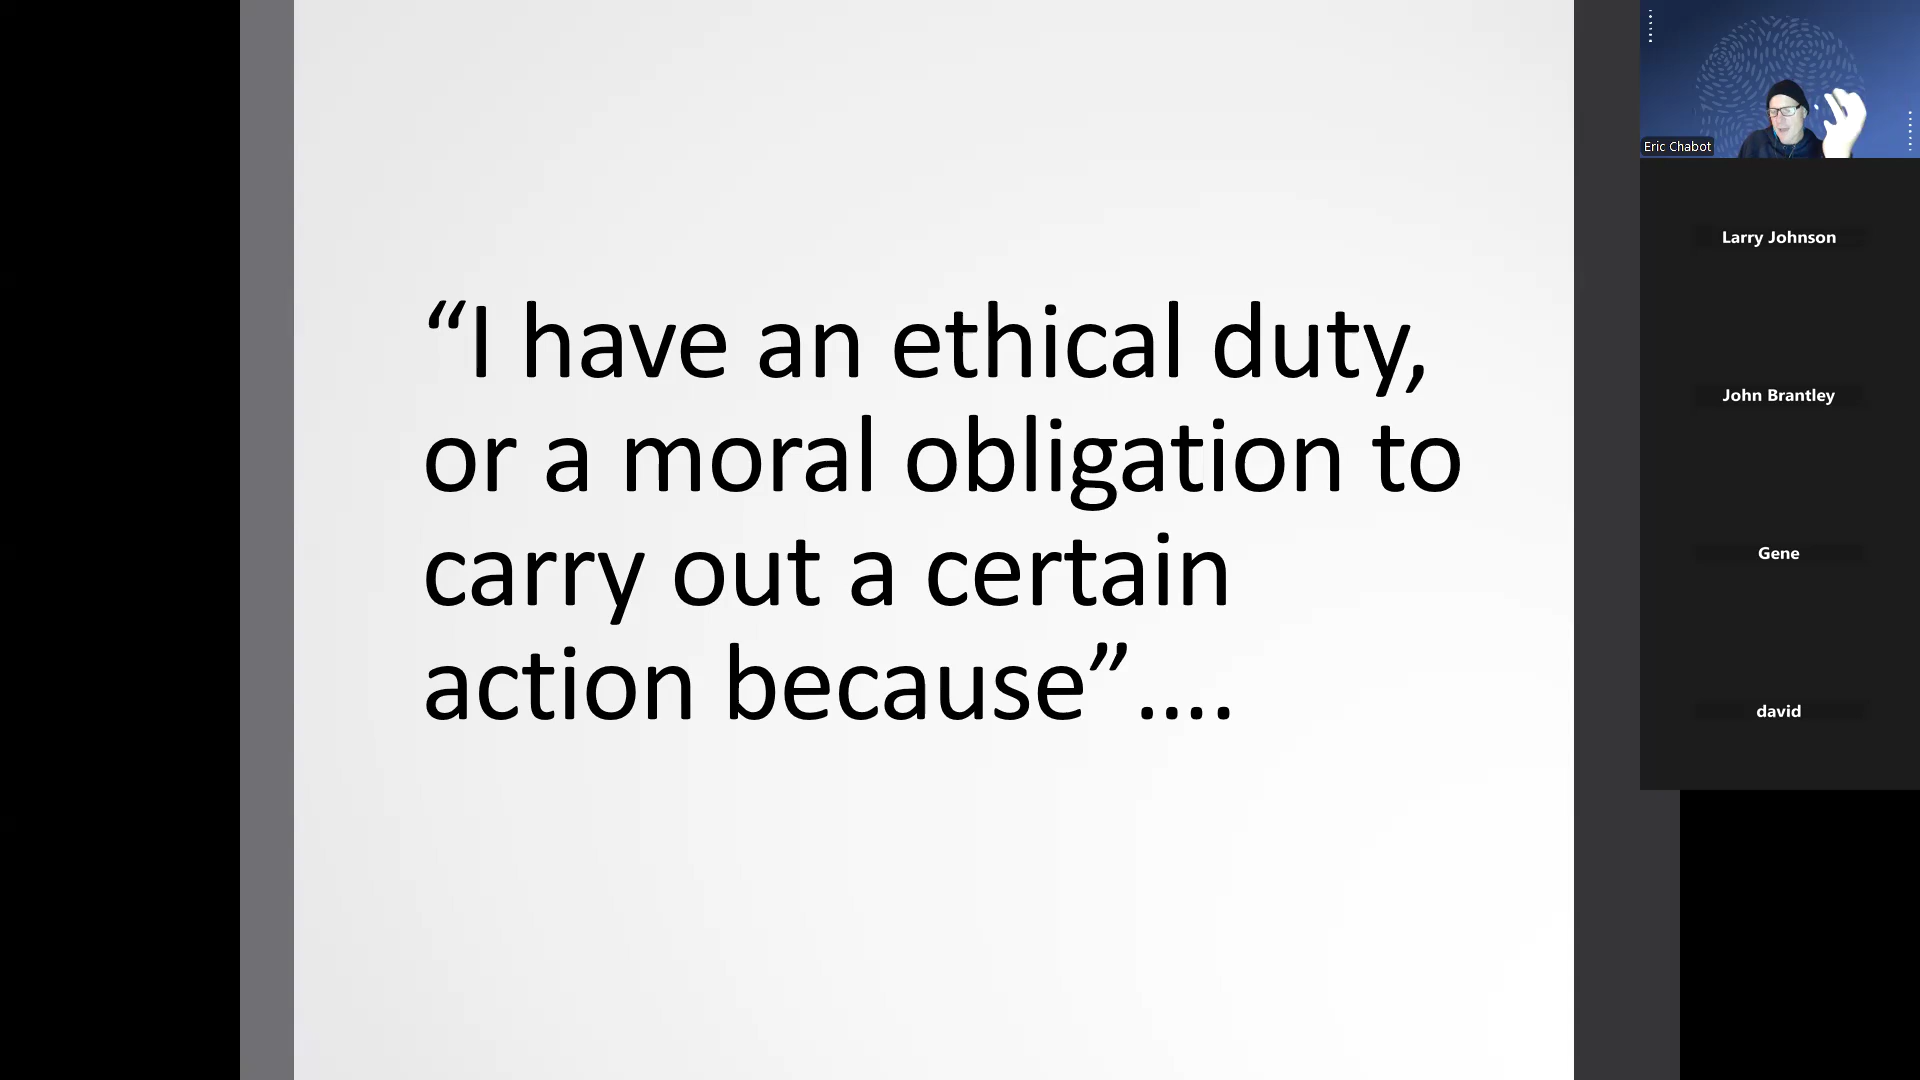 “I have an ethical duty,
or a moral obligation to
carry out a certain
action because”….
Eric Chabot
Larry Johnson
John Brantley
Gene
david